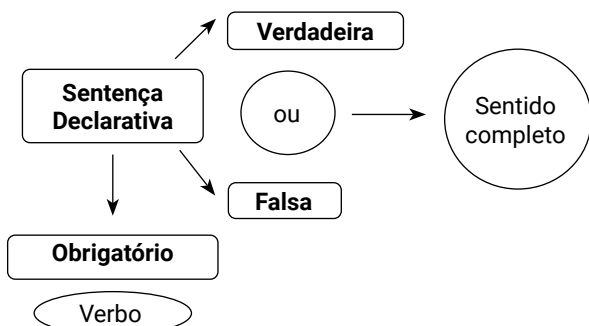 Verdadeira
Sentença
Declarativa
ou
Sentido
completo
Falsa
Obrigatório
Verbo